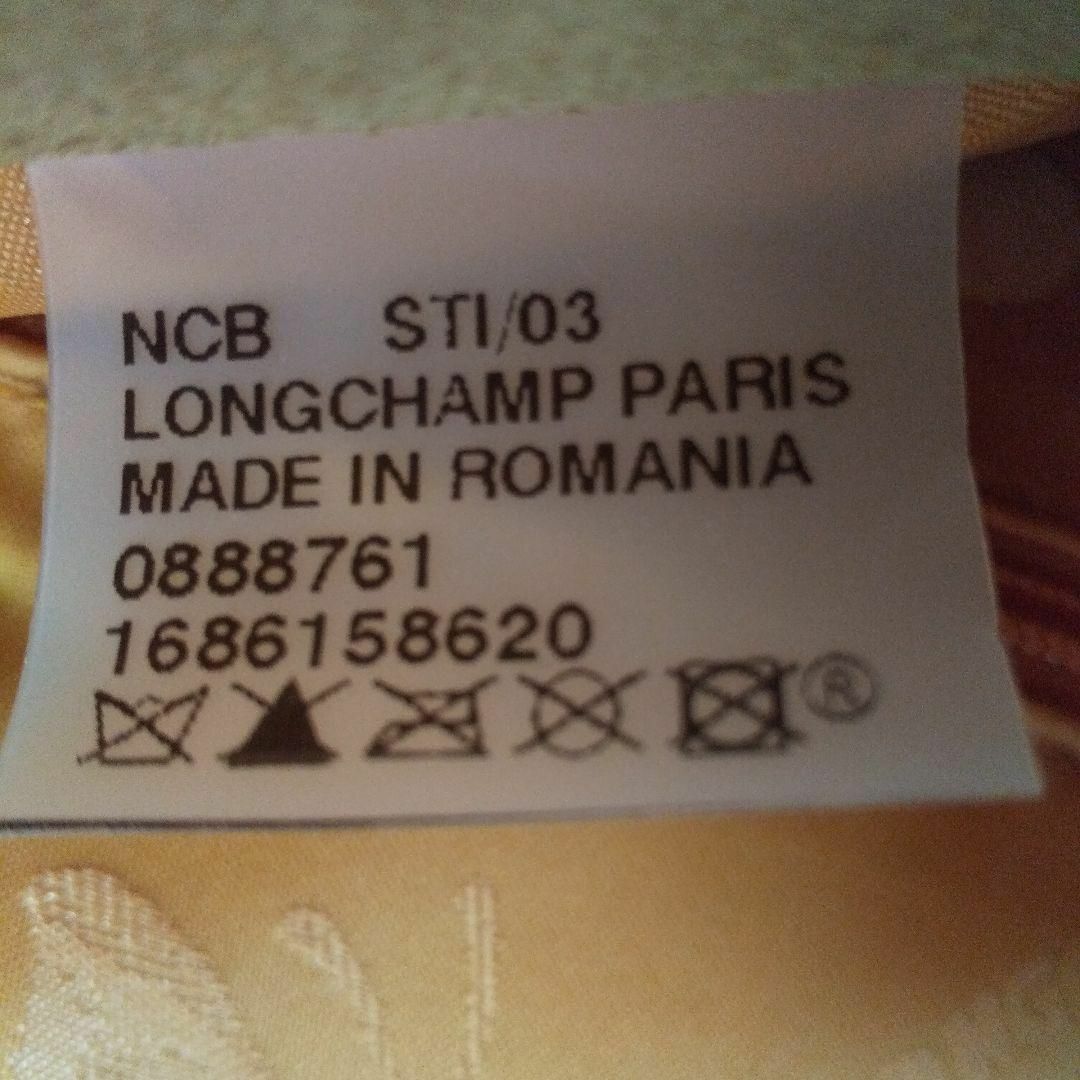 NCB STI/03
LONGCHAMP PARIS
MADE IN ROMANIA
0888761
1686158620
®